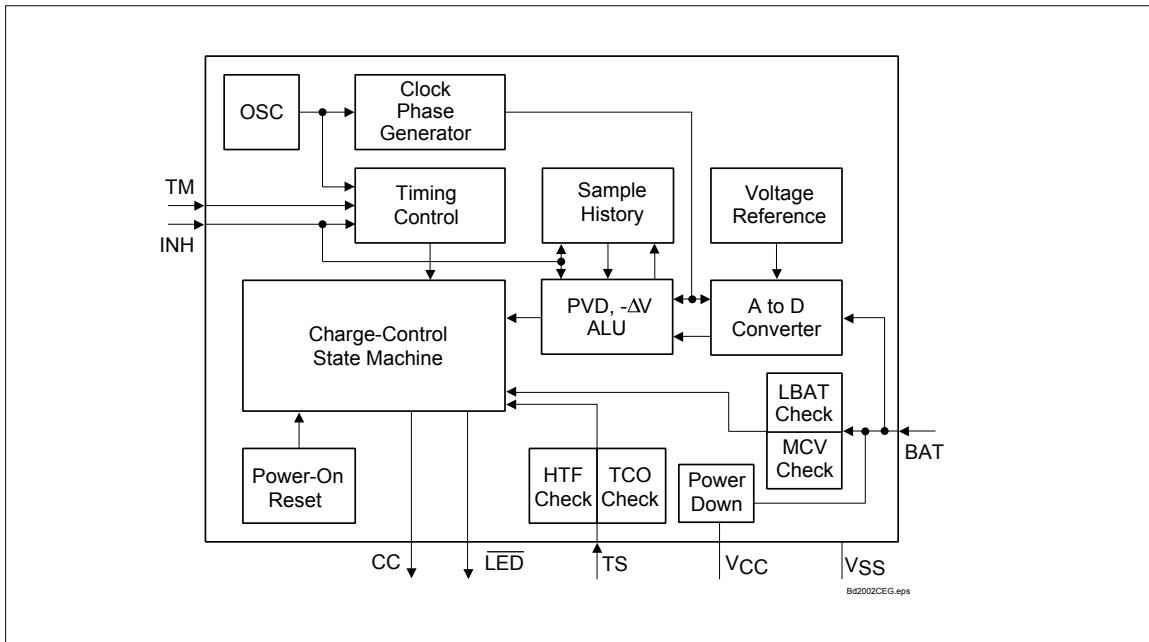 OSC
Clock
Phase
Generator
TM
INH
Timing
Control
Sample
History
Voltage
Reference
Charge-Control
State Machine
PVD, -ΔV
ALU
A to D
Converter
LBAT
Check
MCV
Check
BAT
Power-On
Reset
HTF
Check
TCO
Check
Power
Down
CC
LED
TS
VCC
VSS
Bd2002CEG.eps